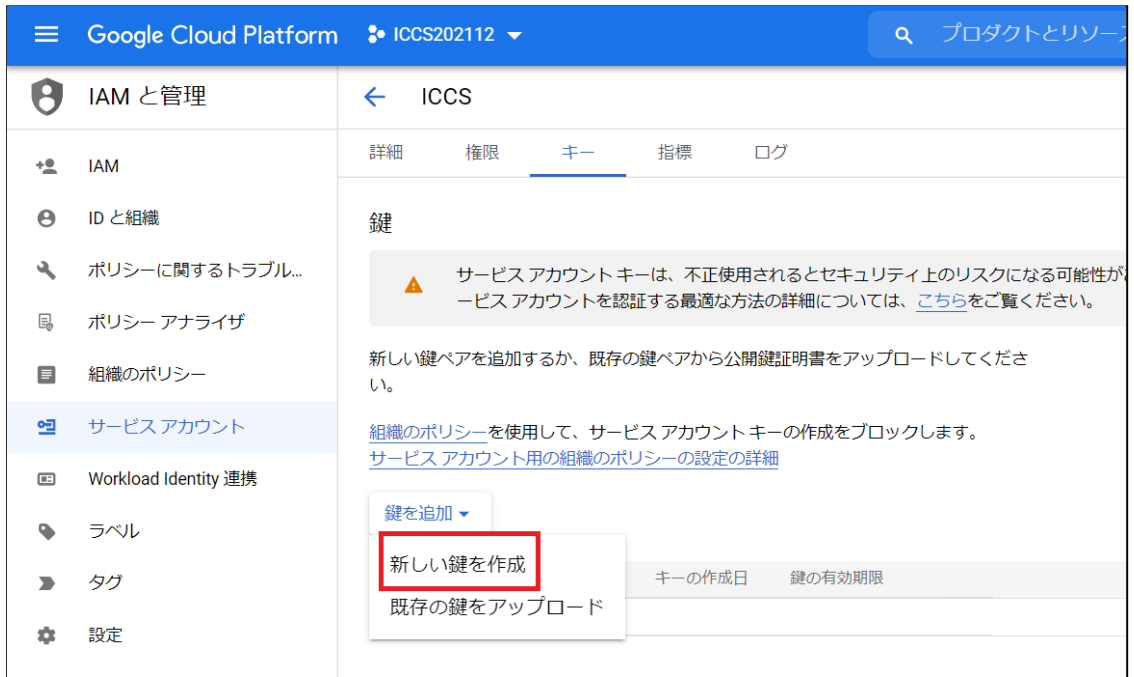 Google Cloud Platform
ICCS202112
プロダクトとリソー
IAM と管理
ICCS
詳細
権限
キー
指標
ログ
IAM
ID と組織
ポリシーに関するトラブル...
ポリシー アナライザ
組織のポリシー
サービス アカウント
Workload Identity 連携
ラベル
タグ
設定
鍵
サービス アカウント キーは、不正使用されるとセキュリティ上のリスクになる可能性が
ービス アカウントを認証する最適な方法の詳細については、こちらをご覧ください。
新しい鍵ペアを追加するか、既存の鍵ペアから公開鍵証明書をアップロードしてくださ
い。
組織のポリシーを使用して、サービス アカウント キーの作成をブロックします。
サービス アカウント用の組織のポリシーの設定の詳細
鍵を追加
新しい鍵を作成
既存の鍵をアップロード
キーの作成日
鍵の有効期限